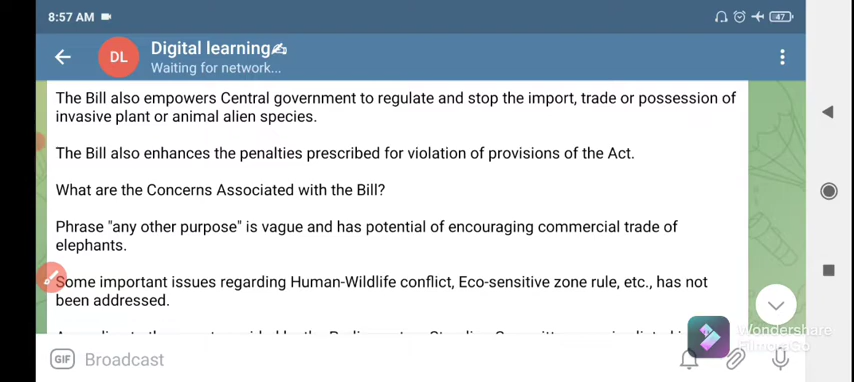 8:57 AM
47
DL
Digital learning✍
Waiting for network...
The Bill also empowers Central government to regulate and stop the import, trade or possession of
invasive plant or animal alien species.
The Bill also enhances the penalties prescribed for violation of provisions of the Act.
What are the Concerns Associated with the Bill?
Phrase "any other purpose" is vague and has potential of encouraging commercial trade of
elephants.
Some important issues regarding Human-Wildlife conflict, Eco-sensitive zone rule, etc., has not
been addressed.
Wondershare
FilmoraGo
GIF
Broadcast